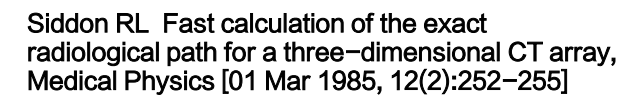 Siddon RL  Fast calculation of the exact
radiological path for a three−dimensional CT array,
Medical Physics [01 Mar 1985, 12(2):252−255]